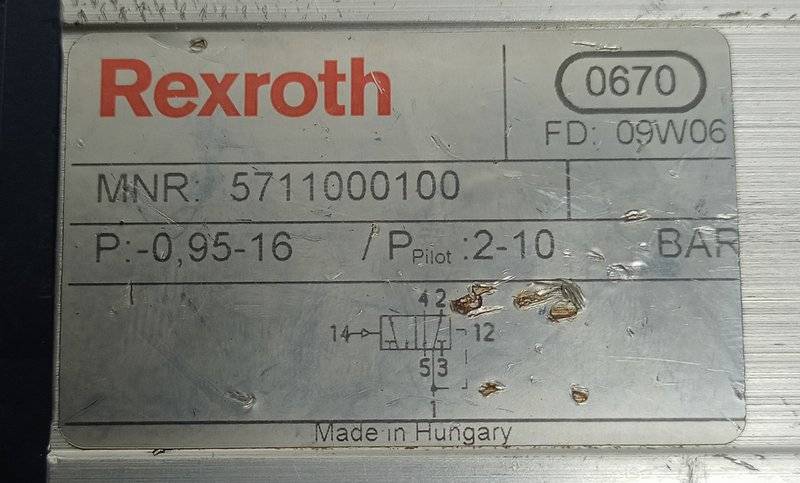 Rexroth
0670
FD: 09W06
MNR: 5711000100
P:-0,95-16 / PPilot :2-10 BAR
4 2
14 12
5 3
1
Made in Hungary